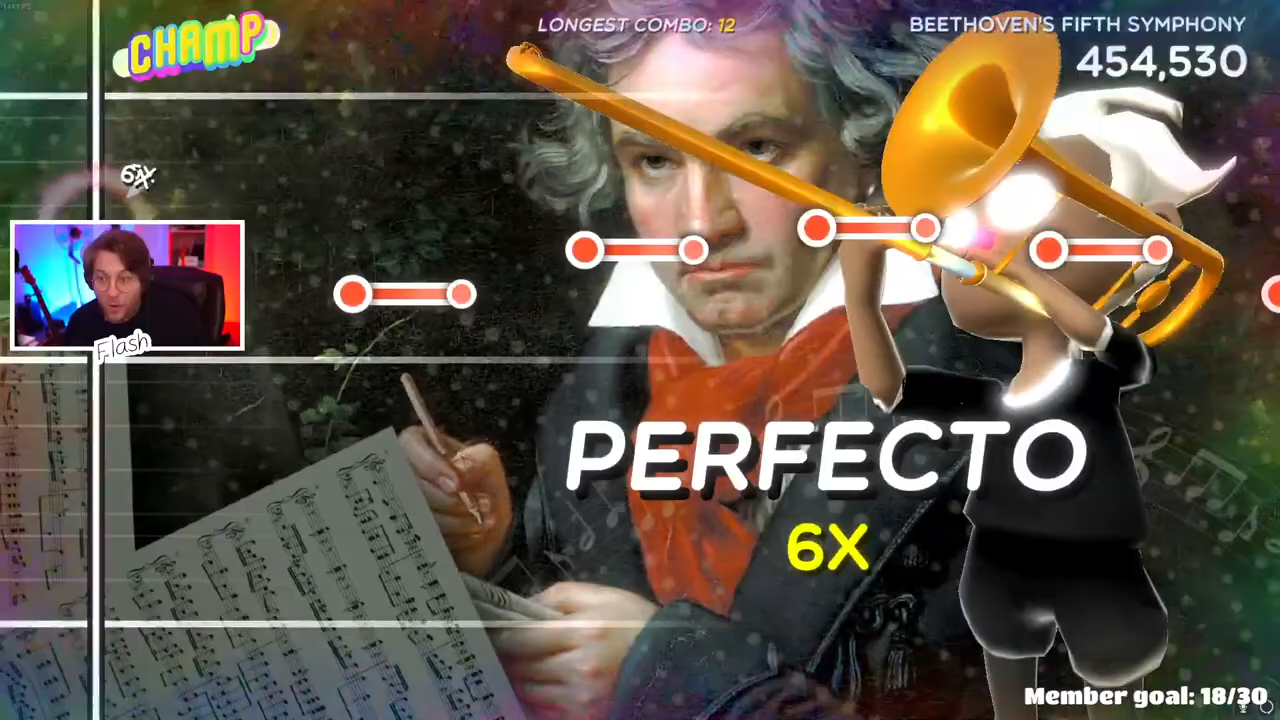 CHAMP
LONGEST COMBO: 12
BEETHOVEN'S FIFTH SYMPHONY
454,530
6X
Flash
PERFECTO
6X
Member goal: 18/30